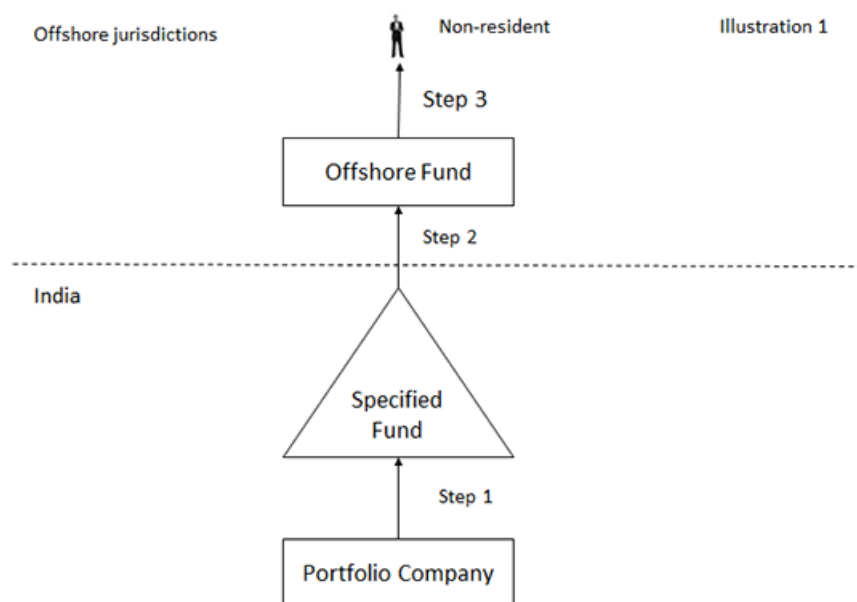 Offshore jurisdictions
Non-resident
Illustration 1
Step 3
Offshore Fund
Step 2
India
Specified
Fund
Step 1
Portfolio Company